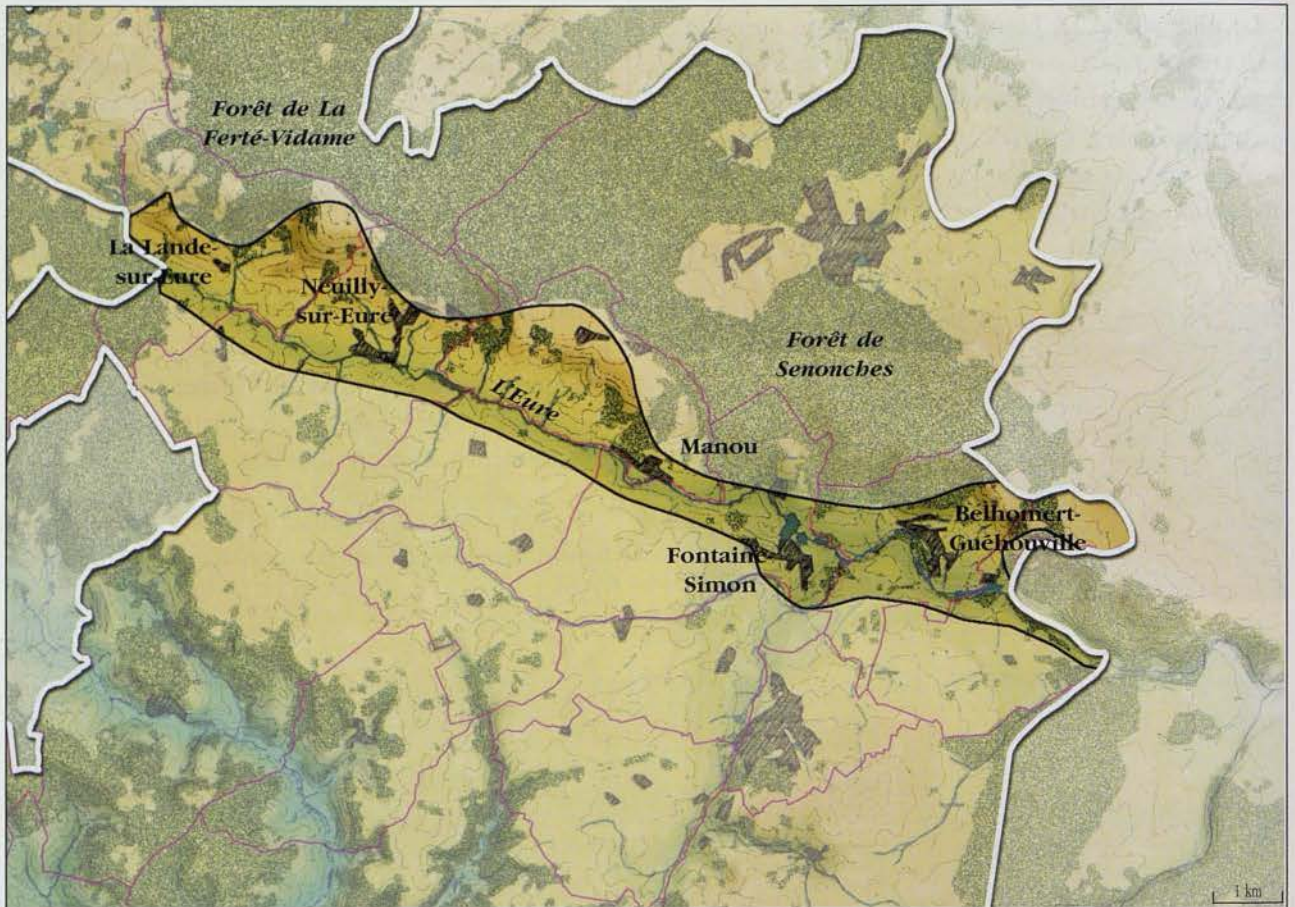 Forêt de La
Ferté-Vidame
La Lande-
sur-Eure
Neuilly-
sur-Eure
Forêt de
Senonches
L'Eure
Manou
Belhomert-
Guéhouville
Fontaine
Simon
1 km